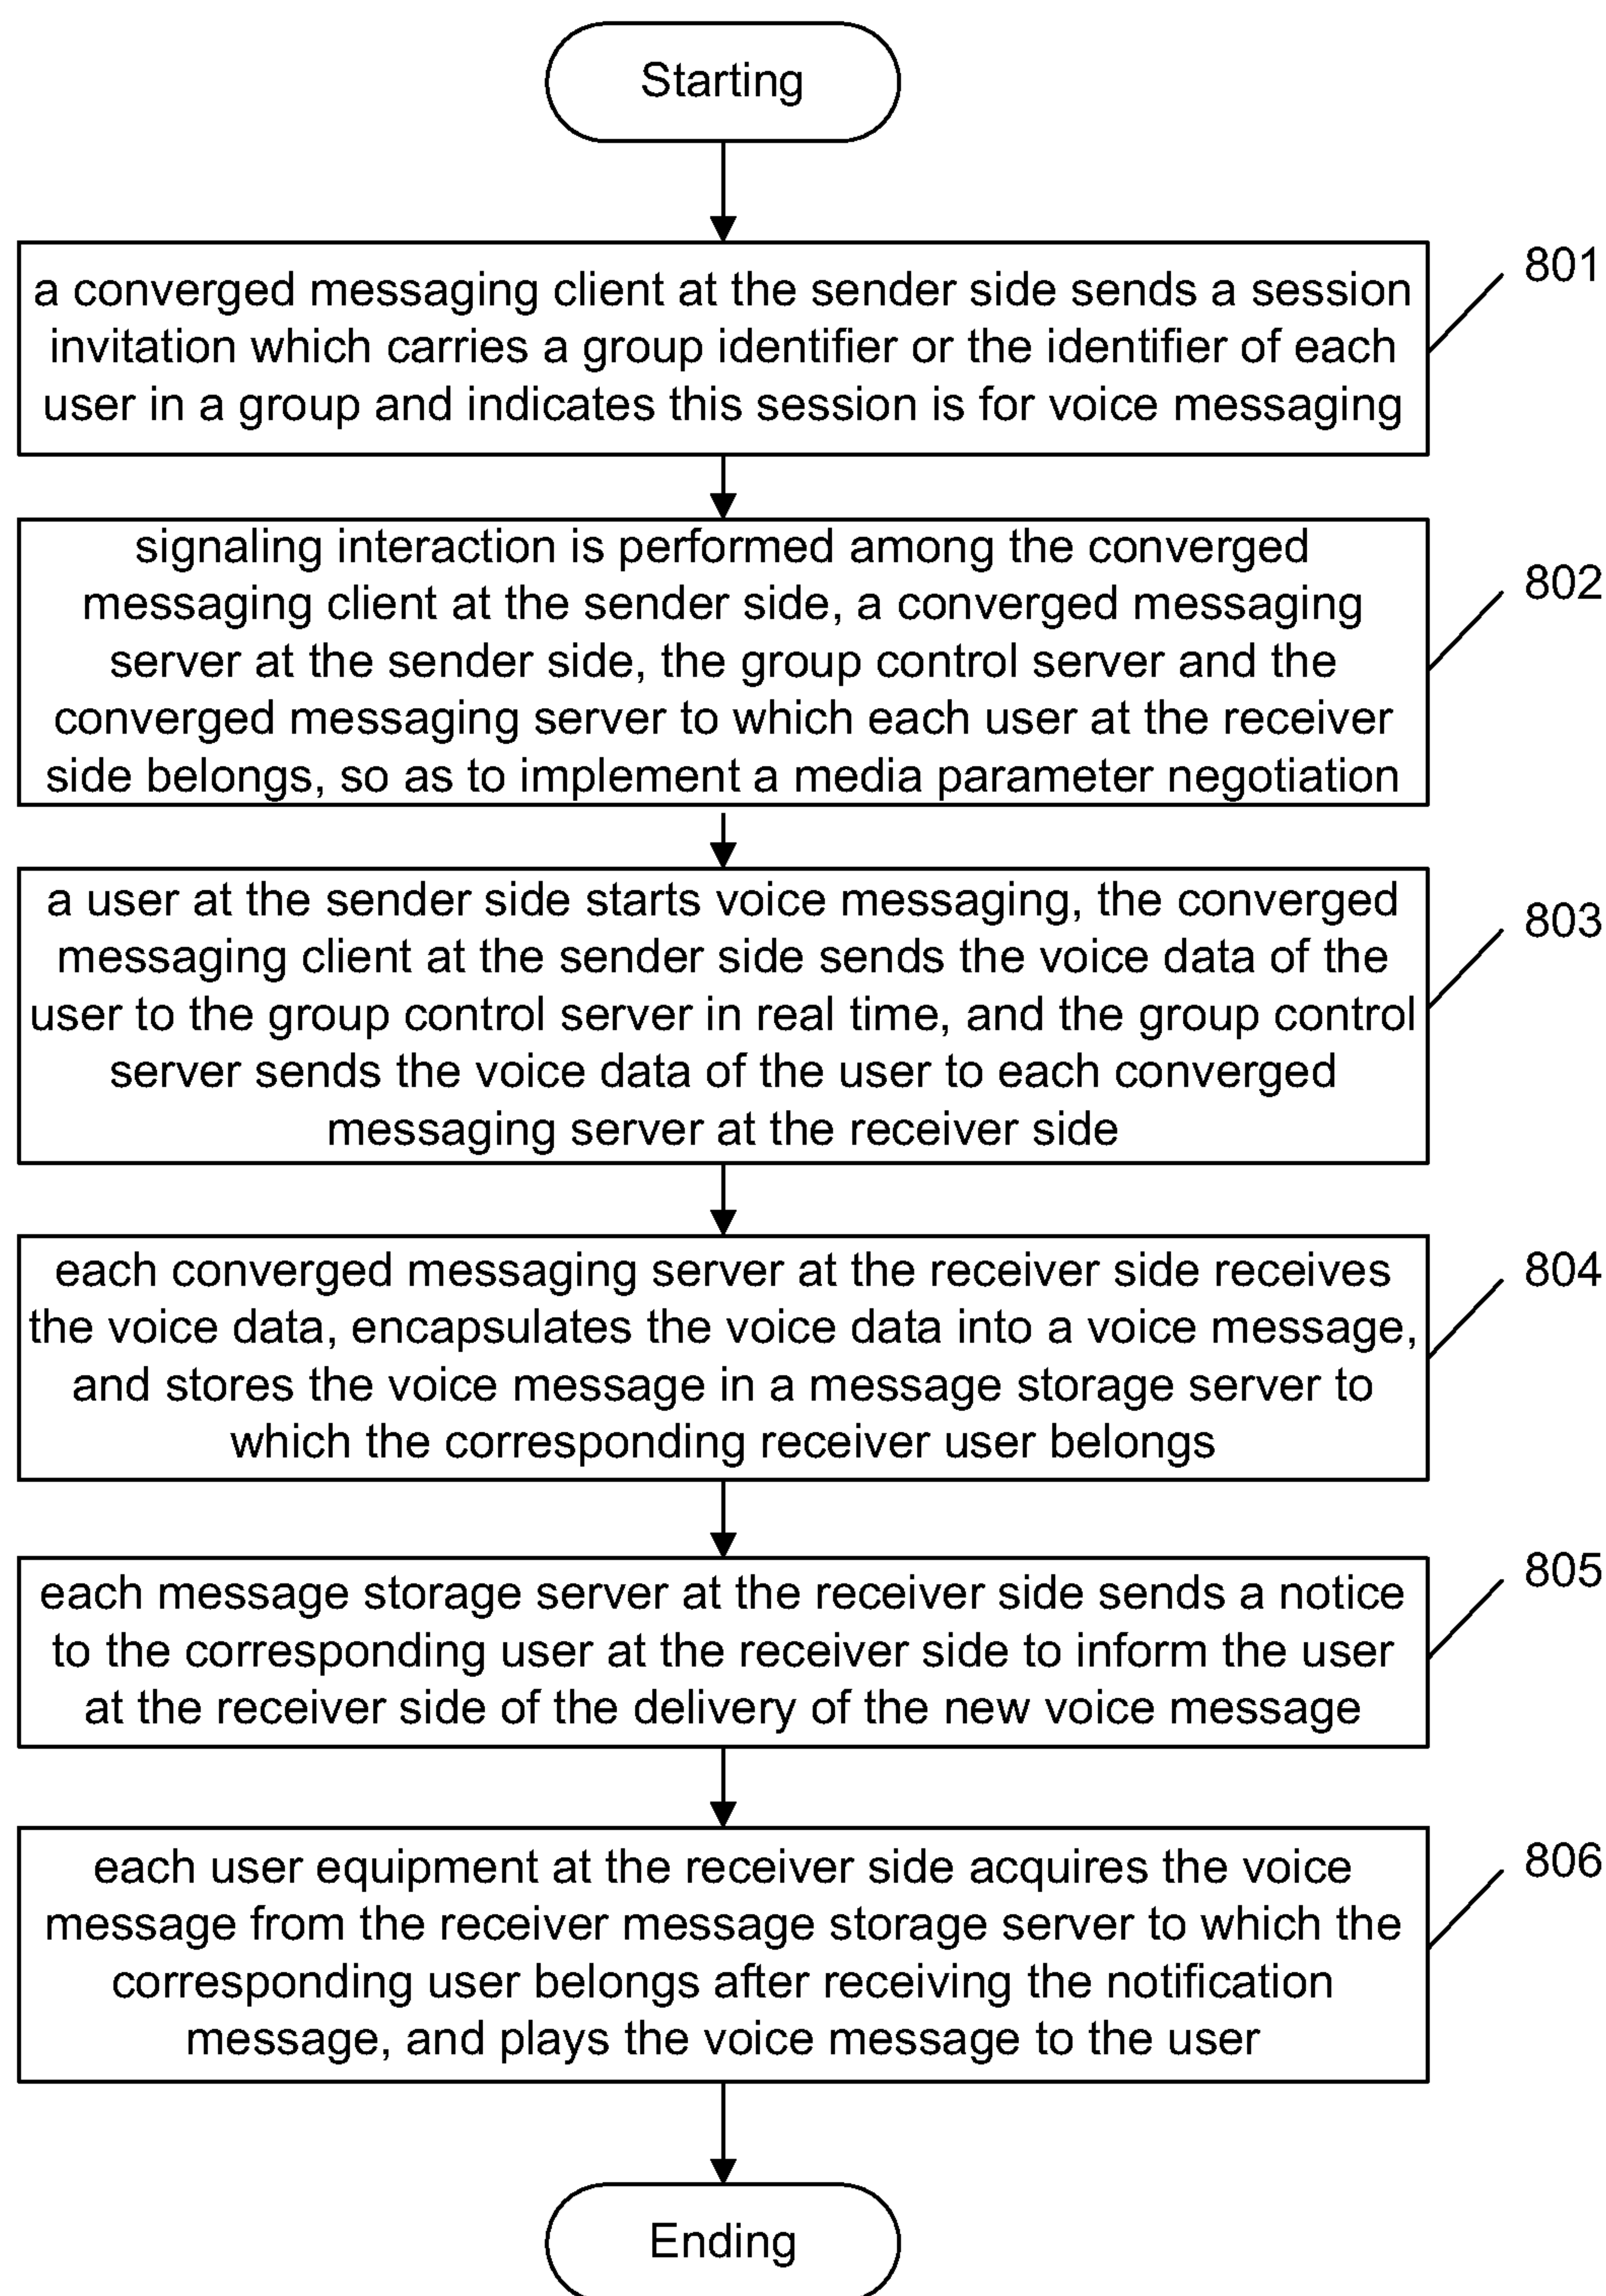 Starting
a converged messaging client at the sender side sends a session
invitation which carries a group identifier or the identifier of each
user in a group and indicates this session is for voice messaging
801
signaling interaction is performed among the converged
messaging client at the sender side, a converged messaging
server at the sender side, the group control server and the
converged messaging server to which each user at the receiver
side belongs, so as to implement a media parameter negotiation
802
a user at the sender side starts voice messaging, the converged
messaging client at the sender side sends the voice data of the
user to the group control server in real time, and the group control
server sends the voice data of the user to each converged
messaging server at the receiver side
803
each converged messaging server at the receiver side receives
the voice data, encapsulates the voice data into a voice message,
and stores the voice message in a message storage server to
which the corresponding receiver user belongs
804
each message storage server at the receiver side sends a notice
to the corresponding user at the receiver side to inform the user
at the receiver side of the delivery of the new voice message
805
each user equipment at the receiver side acquires the voice
message from the receiver message storage server to which the
corresponding user belongs after receiving the notification
message, and plays the voice message to the user
806
Ending